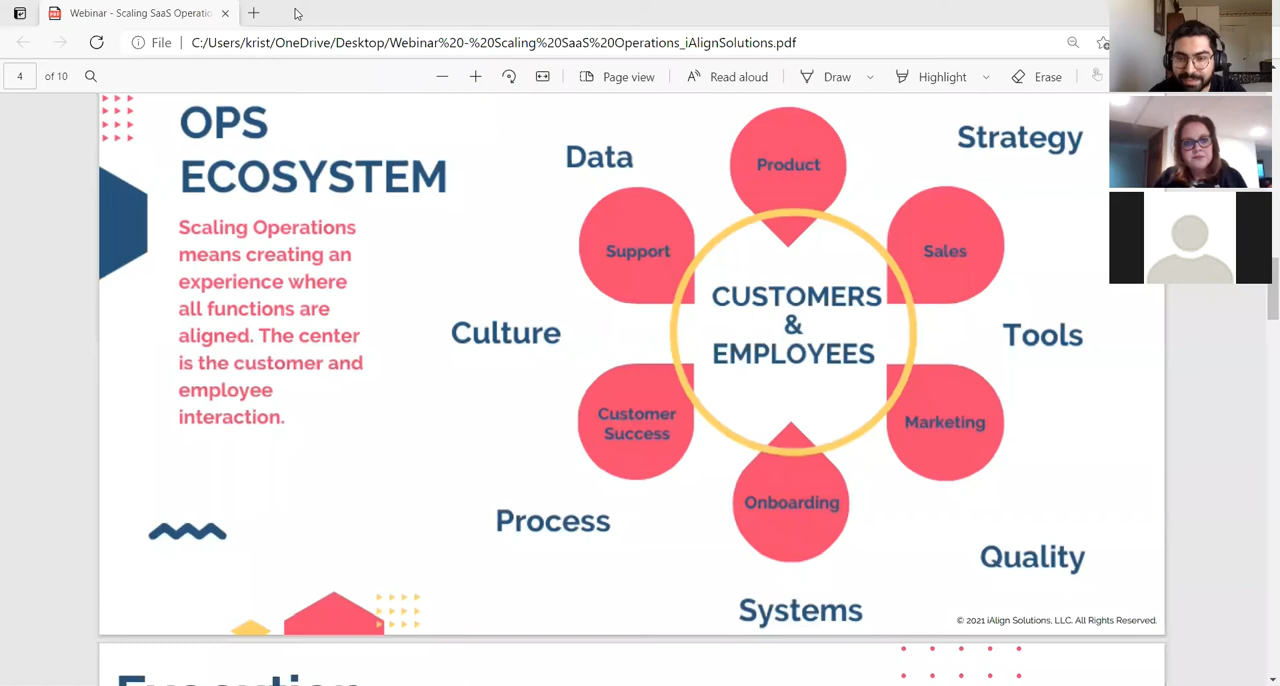 Webinar - Scaling SaaS Operatio
File
C:/Users/krist/OneDrive/Desktop/Webinar%20-%20Scaling%20SaaS%20Operations_iAlignSolutions.pdf
4 of 10
Page view
Read aloud
Draw
Highlight
Erase
OPS
ECOSYSTEM
Scaling Operations
means creating an
experience where
all functions are
aligned. The center
is the customer and
employee
interaction.
Data
Product
Strategy
Support
Sales
CUSTOMERS
&
EMPLOYEES
Culture
Tools
Customer
Success
Marketing
Onboarding
Process
Quality
Systems
© 2021 iAlign Solutions, LLC. All Rights Reserved.